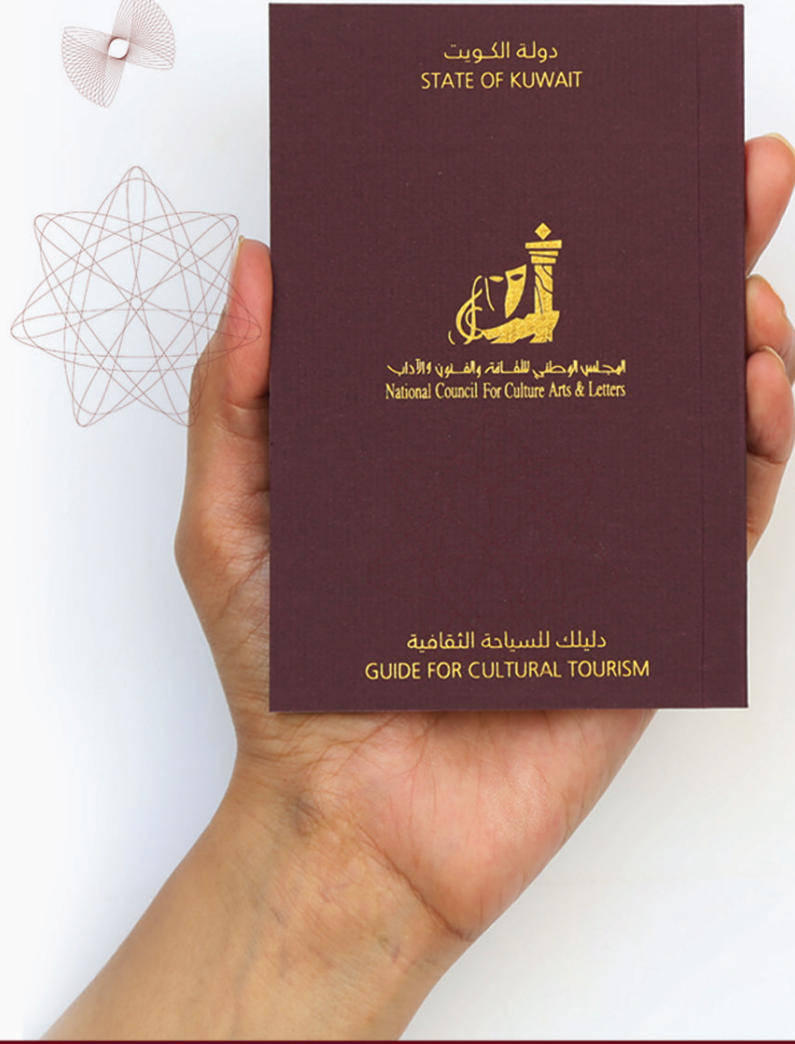 دولة الكويت
STATE OF KUWAIT
المجلس الوطني للثقافة والفنون والآداب
National Council For Culture Arts & Letters
دليلك للسياحة الثقافية
GUIDE FOR CULTURAL TOURISM